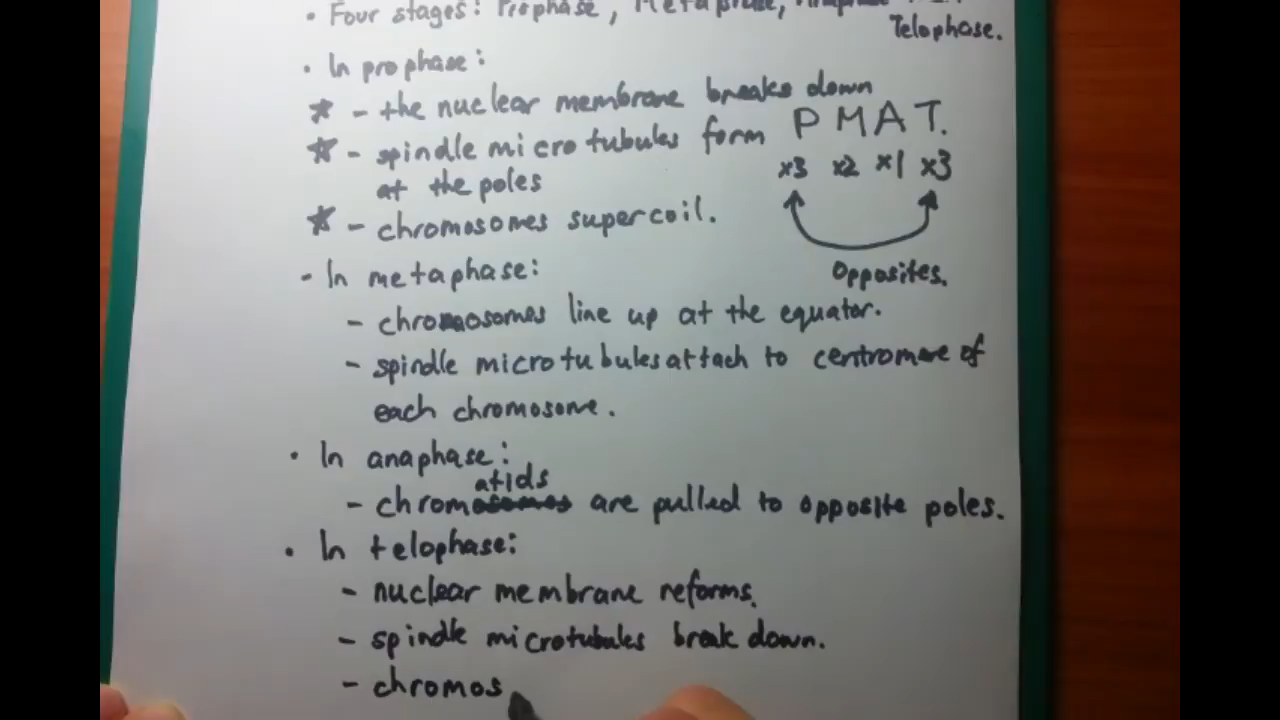 • Four stages: Prophase, Metaphase,
Telophase.
• In prophase:
* - the nuclear membrane breaks down
* - spindle microtubules form
at the poles
* - chromosomes supercoil.
P M A T.
x3 x2 x1 x3
Opposites.
- In metaphase:
- chromosomes line up at the equator.
- spindle microtubules attach to centromere of
each chromosome.
• In anaphase:
- chromatids are pulled to opposite poles.
• In telophase:
- nuclear membrane reforms.
- spindle microtubules break down.
- chromos